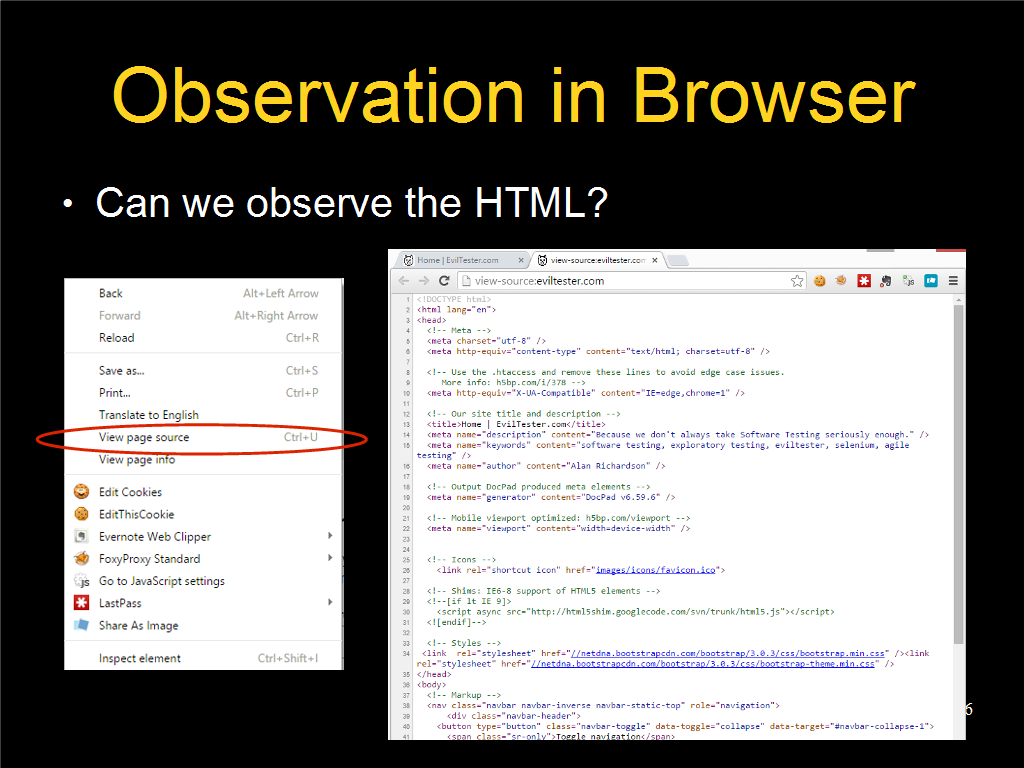 Observation in Browser
• Can we observe the HTML?
Back Alt+Left Arrow
Forward Alt+Right Arrow
Reload Ctrl+R
Save as... Ctrl+S
Print... Ctrl+P
Translate to English
View page source Ctrl+U
View page info
Edit Cookies
EditThisCookie
Evernote Web Clipper
FoxyProxy Standard
Go to JavaScript settings
LastPass
Share As Image
Inspect element Ctrl+Shift+I
Home | EvilTester.com view-source:eviltester.com
view-source:eviltester.com
1 <!DOCTYPE html>
2 <html lang="en">
3 <head>
4 <!-- Meta -->
5 <meta charset="utf-8" />
6 <meta http-equiv="content-type" content="text/html; charset=utf-8" />
7
8 <!-- Use the .htaccess and remove these lines to avoid edge case issues.
9 More info: h5bp.com/i/378 -->
10 <meta http-equiv="X-UA-Compatible" content="IE=edge,chrome=1" />
11
12 <!-- Our site title and description -->
13 <title>Home | EvilTester.com</title>
14 <meta name="description" content="Because we don't always take Software Testing seriously enough." />
15 <meta name="keywords" content="software testing, exploratory testing, eviltester, selenium, agile
testing" />
16 <meta name="author" content="Alan Richardson" />
17
18 <!-- Output DocPad produced meta elements -->
19 <meta name="generator" content="DocPad v6.59.6" />
20
21 <!-- Mobile viewport optimized: h5bp.com/viewport -->
22 <meta name="viewport" content="width=device-width" />
23
24
25 <!-- Icons -->
26 <link rel="shortcut icon" href="images/icons/favicon.ico">
27
28 <!-- Shims: IE6-8 support of HTML5 elements -->
29 <!--[if lt IE 9]>
30 <script async src="http://html5shim.googlecode.com/svn/trunk/html5.js"></script>
31 <![endif]-->
32
33 <!-- Styles -->
34 <link rel="stylesheet" href="//netdna.bootstrapcdn.com/bootstrap/3.0.3/css/bootstrap.min.css" /><link
rel="stylesheet" href="//netdna.bootstrapcdn.com/bootstrap/3.0.3/css/bootstrap-theme.min.css" />
35 </head>
36 <body>
37 <!-- Markup -->
38 <nav class="navbar navbar-inverse navbar-static-top" role="navigation">
39 <div class="navbar-header">
40 <button type="button" class="navbar-toggle" data-toggle="collapse" data-target="#navbar-collapse-1">
41 <span class="sr-only">Toggle navigation</span>
6